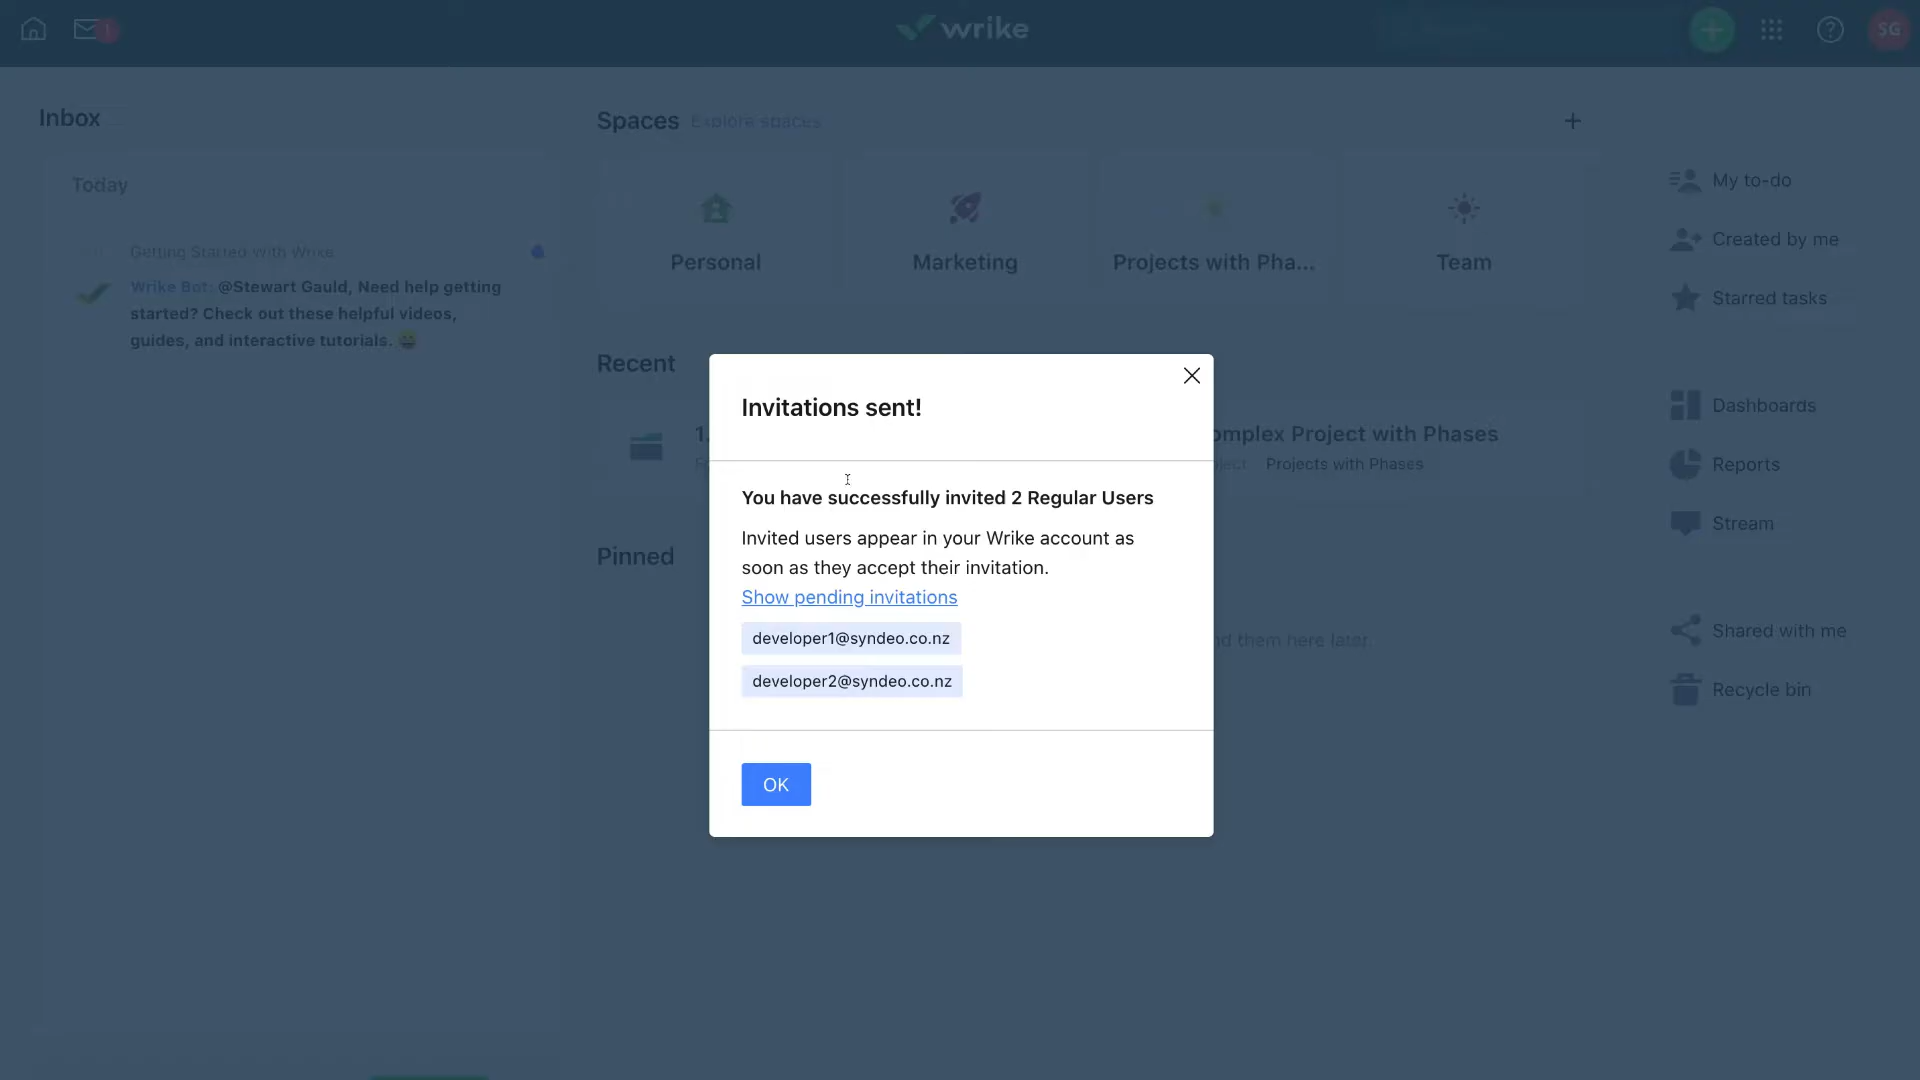 wrike
SG
Inbox
Spaces Explore spaces
Today
Getting Started With Wrike
Wrike Bot: @Stewart Gauld, Need help getting
started? Check out these helpful videos,
guides, and interactive tutorials.
Personal
Marketing
Projects with Pha...
Team
Recent
1.
omplex Project with Phases
ject Projects with Phases
Pinned
nd them here later.
My to-do
Created by me
Starred tasks
Dashboards
Reports
Stream
Shared with me
Recycle bin
Invitations sent!
You have successfully invited 2 Regular Users
Invited users appear in your Wrike account as
soon as they accept their invitation.
Show pending invitations
developer1@syndeo.co.nz
developer2@syndeo.co.nz
OK